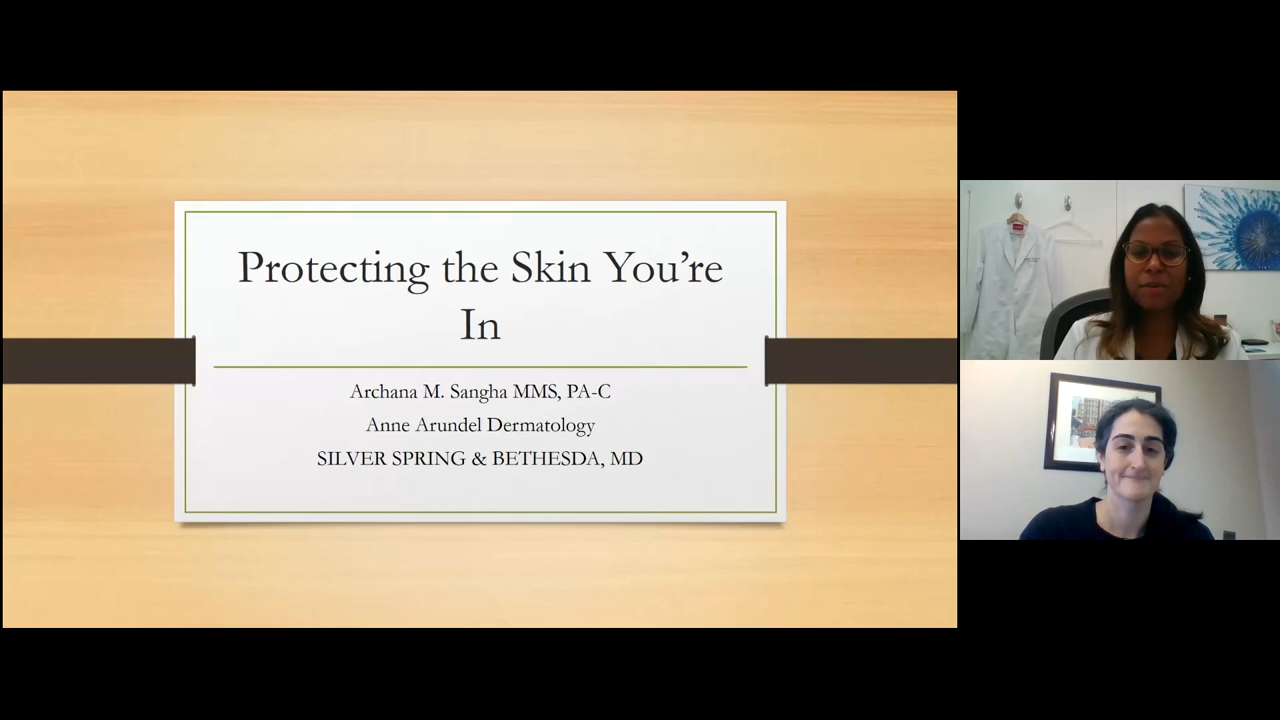 Protecting the Skin You're
In
Archana M. Sangha MMS, PA-C
Anne Arundel Dermatology
SILVER SPRING & BETHESDA, MD